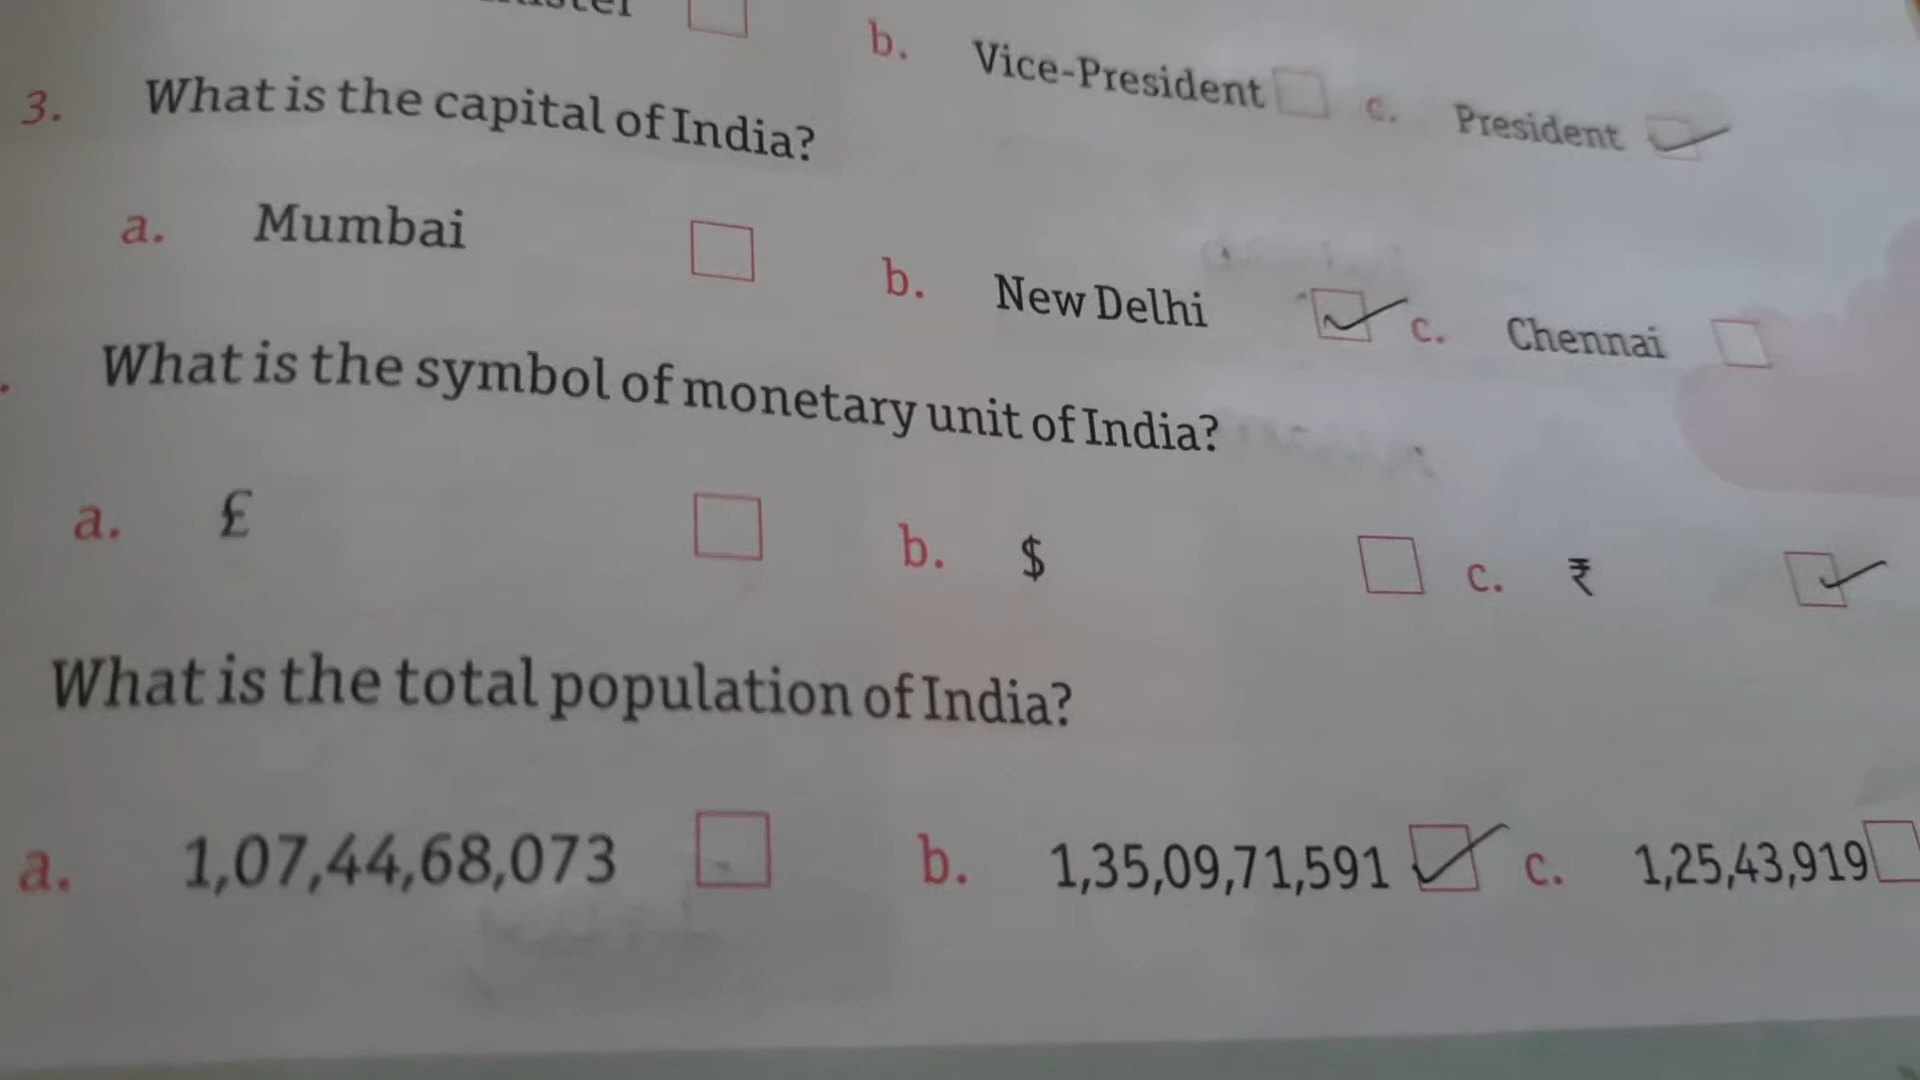 b. Vice-President c. President
3. What is the capital of India?
a. Mumbai b. New Delhi c. Chennai
What is the symbol of monetary unit of India?
a. £ b. $ c. ₹
What is the total population of India?
a. 1,07,44,68,073 b. 1,35,09,71,591 c. 1,25,43,919